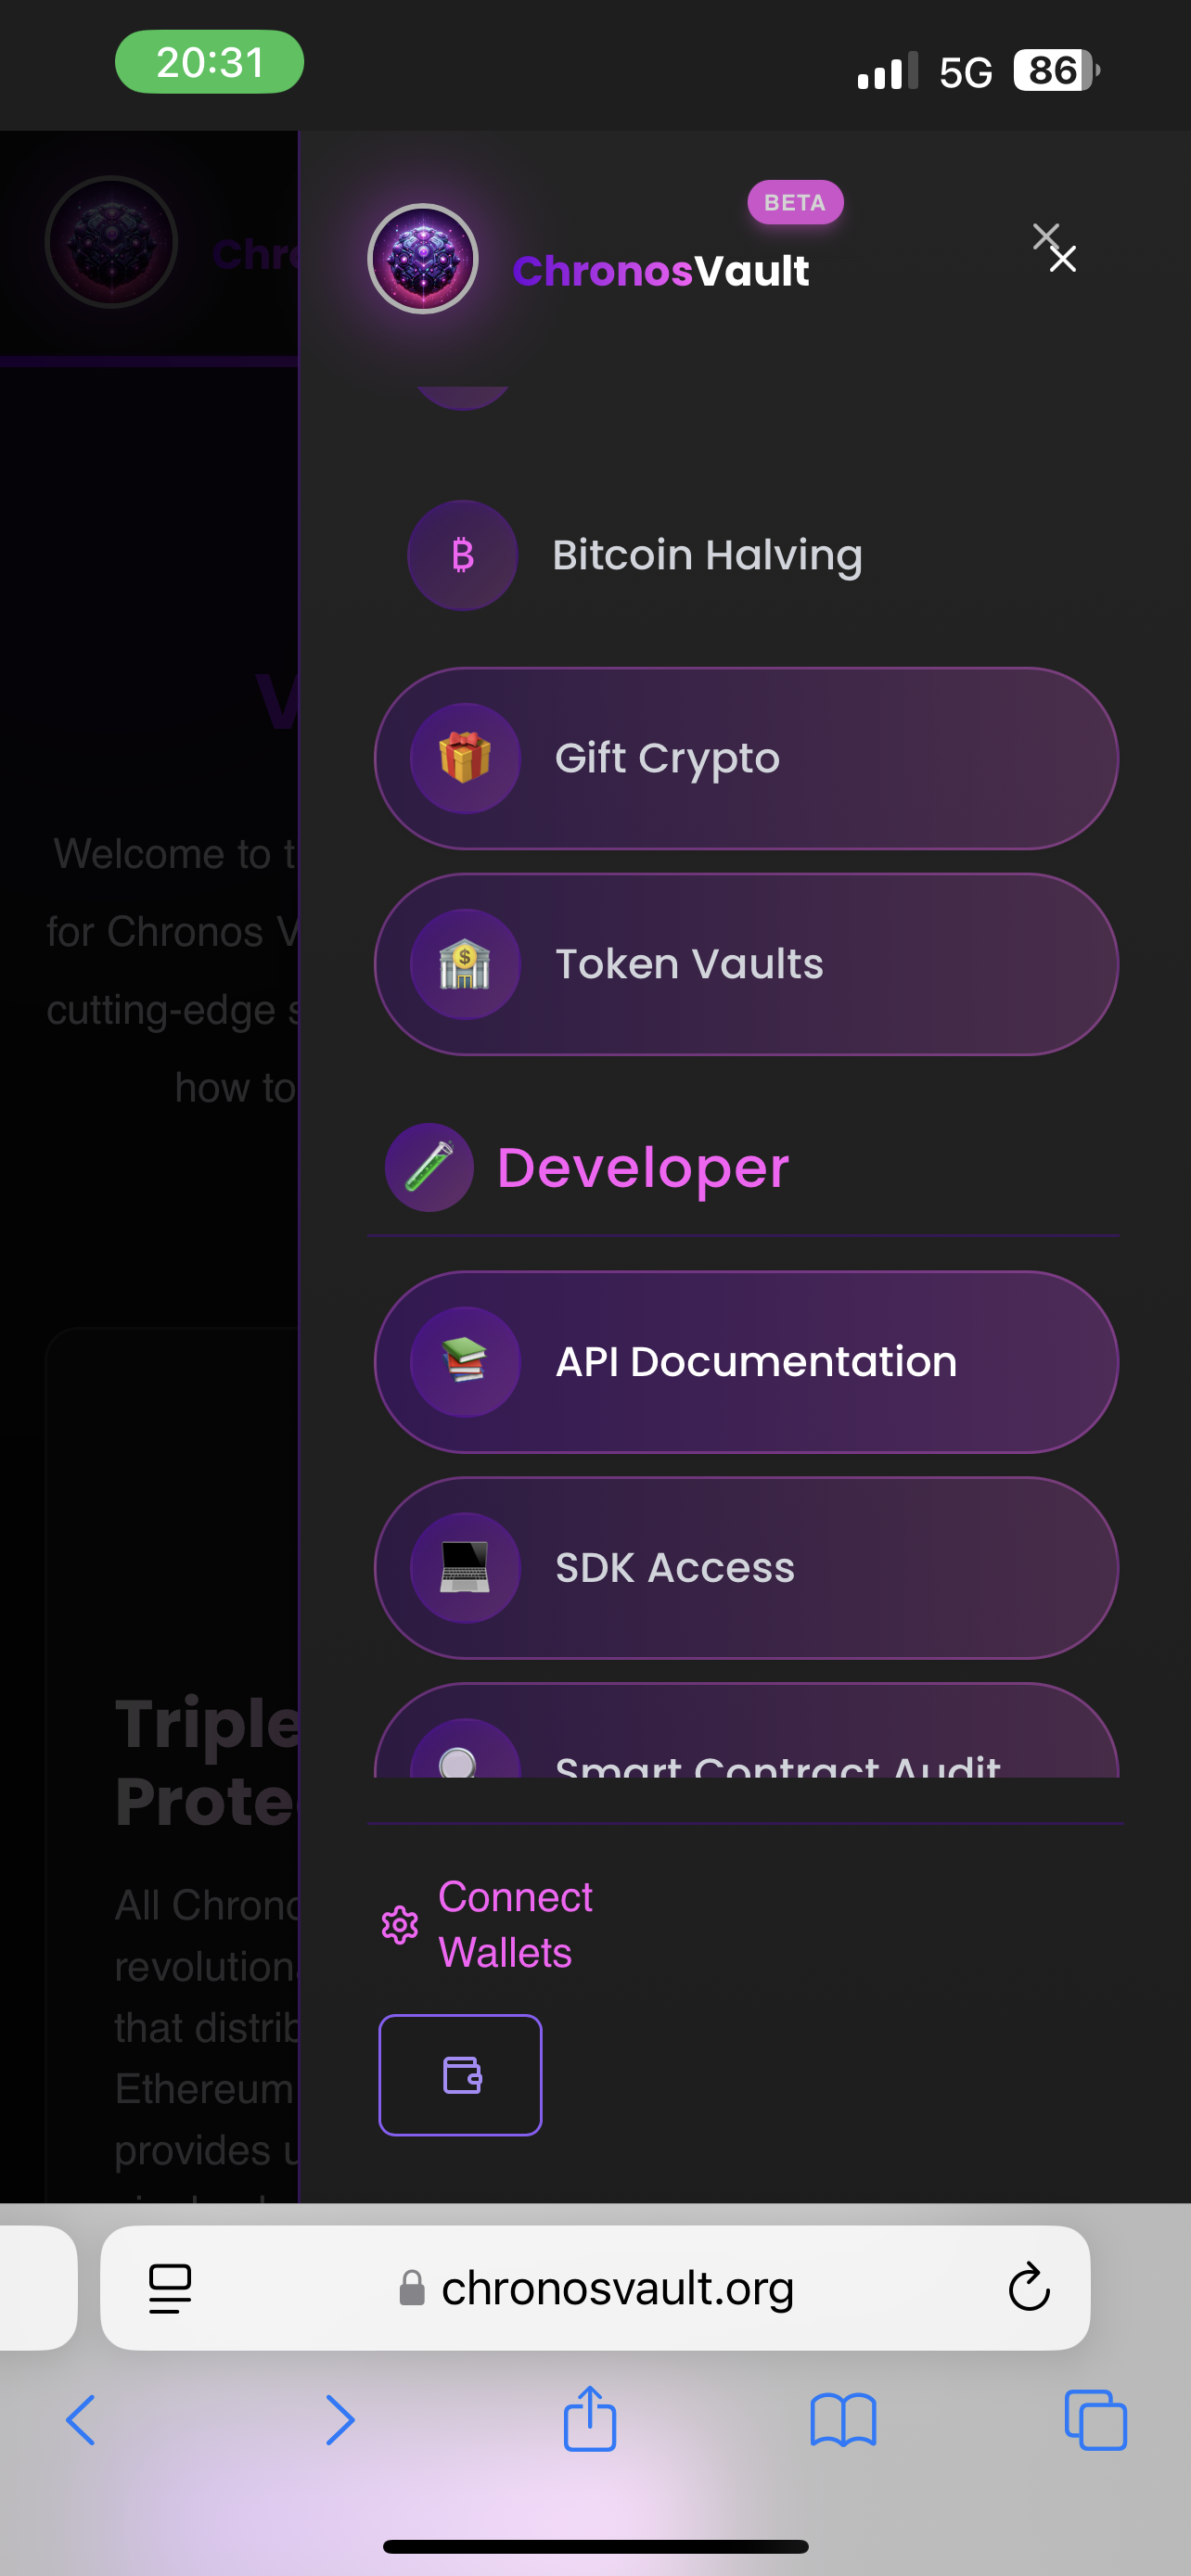 20:31
5G
86
BETA
ChronosVault
Chro
Bitcoin Halving
Gift Crypto
Token Vaults
Welcome to t
for Chronos V
cutting-edge s
how to
Developer
API Documentation
SDK Access
Smart Contract Audit
Triple
Prote
All Chrono
revolution
that distrib
Ethereum
provides u
Connect
Wallets
chronosvault.org